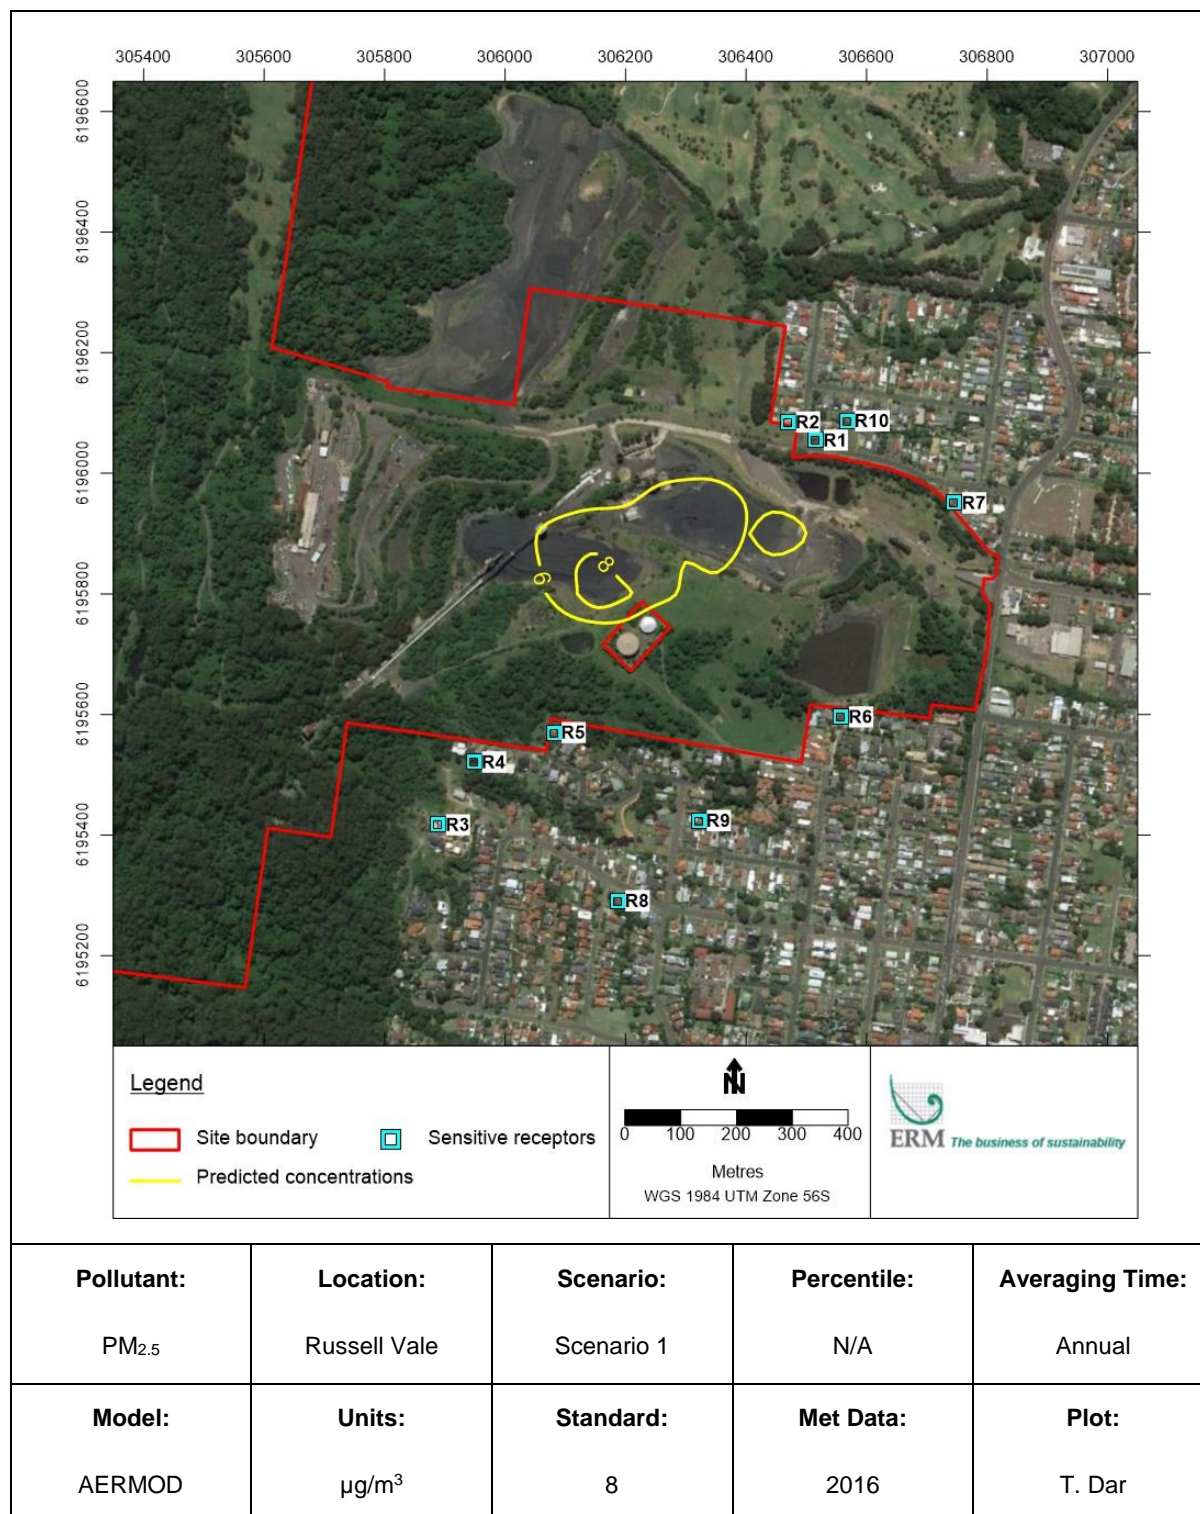 305400 305600 305800 306000 306200 306400 306600 306800 307000
6196600
6196400
6196200
6196000
6195800
6195600
6195400
6195200
R2
R10
R1
R7
8
6
R6
R5
R4
R9
R3
R8
Legend
Site boundary
Sensitive receptors
Predicted concentrations
N
0 100 200 300 400
Metres
WGS 1984 UTM Zone 56S
ERM The business of sustainability
Pollutant: Location: Scenario: Percentile: Averaging Time:
PM2.5 Russell Vale Scenario 1 N/A Annual
Model: Units: Standard: Met Data: Plot:
AERMOD µg/m³ 8 2016 T. Dar